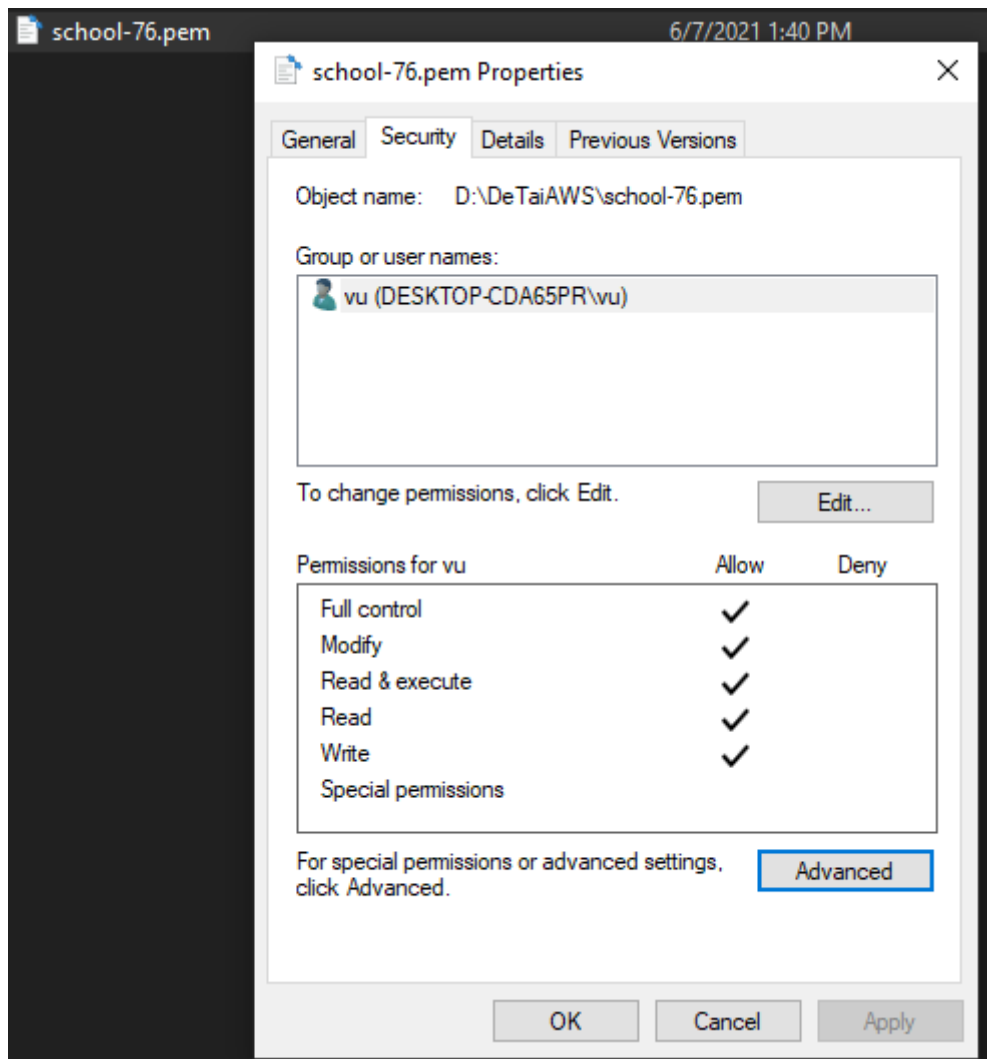 school-76.pem 6/7/2021 1:40 PM
school-76.pem Properties
General Security Details Previous Versions
Object name: D:\DeTaiAWS\school-76.pem
Group or user names:
vu (DESKTOP-CDA65PR\vu)
To change permissions, click Edit.
Edit...
Permissions for vu Allow Deny
Full control
Modify
Read & execute
Read
Write
Special permissions
For special permissions or advanced settings,
click Advanced.
Advanced
OK Cancel Apply